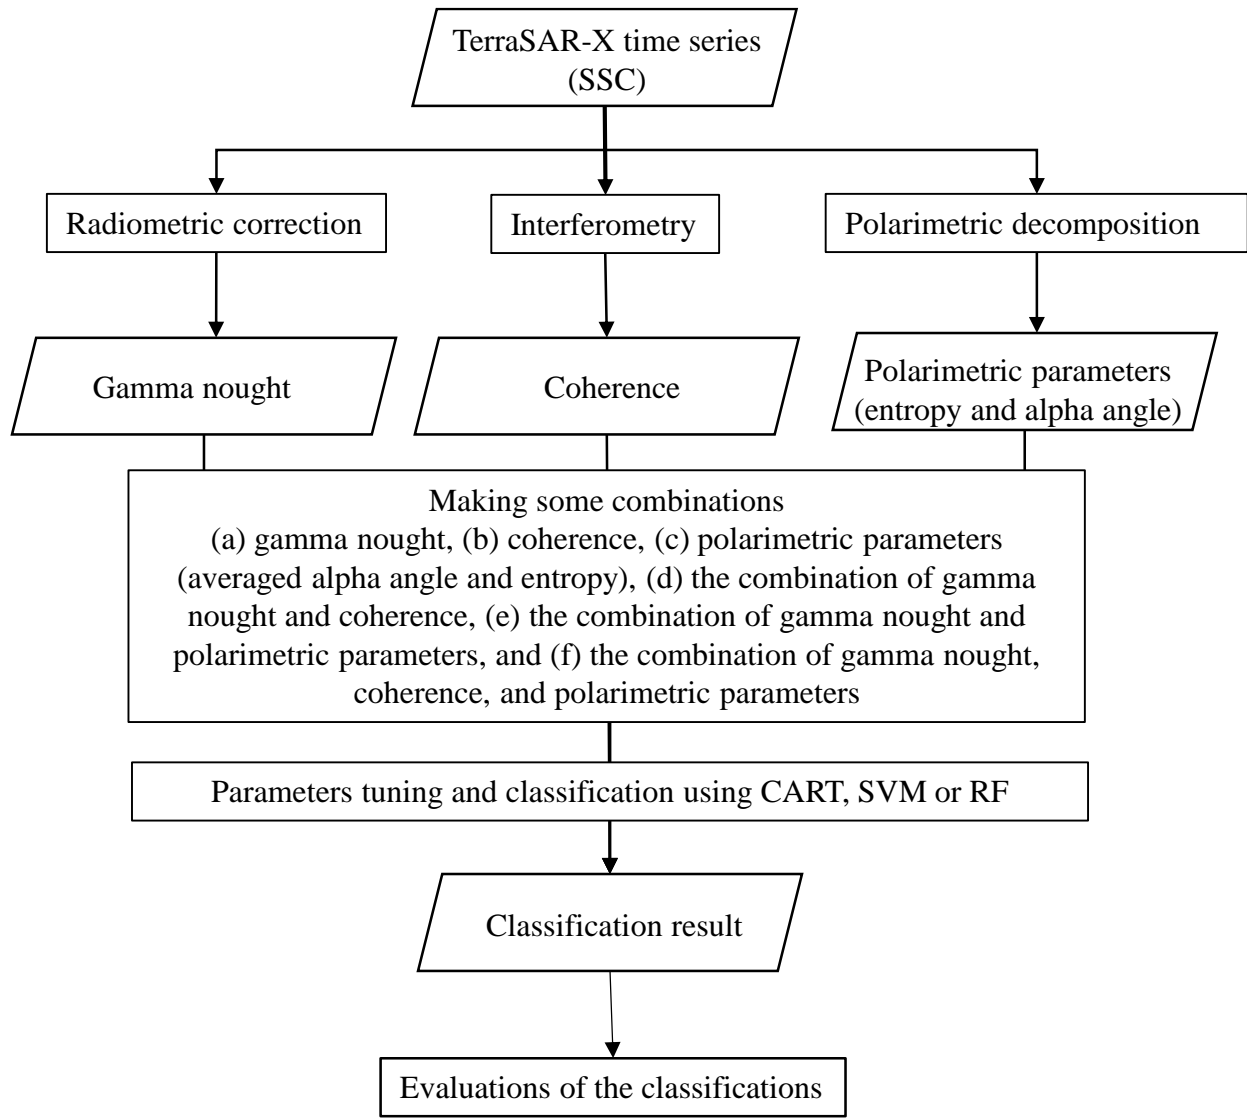 TerraSAR-X time series
(SSC)
Radiometric correction
Interferometry
Polarimetric decomposition
Gamma nought
Coherence
Polarimetric parameters
(entropy and alpha angle)
Making some combinations
(a) gamma nought, (b) coherence, (c) polarimetric parameters
(averaged alpha angle and entropy), (d) the combination of gamma
nought and coherence, (e) the combination of gamma nought and
polarimetric parameters, and (f) the combination of gamma nought,
coherence, and polarimetric parameters
Parameters tuning and classification using CART, SVM or RF
Classification result
Evaluations of the classifications